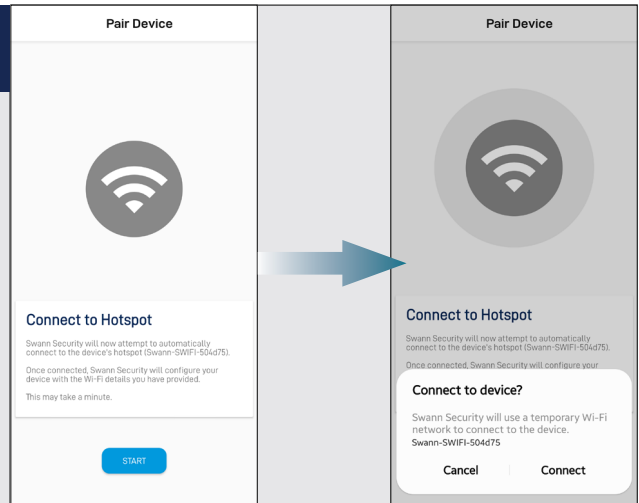 Pair Device
Connect to Hotspot
Swann Security will now attempt to automatically
connect to the device's hotspot (Swann-SWIFI-504d75).
Once connected, Swann Security will configure your
device with the Wi-Fi details you have provided.
This may take a minute.
START
Pair Device
Connect to Hotspot
Swann Security will now attempt to automatically
connect to the device's hotspot (Swann-SWIFI-504d75).
Once connected, Swann Security will configure your
Connect to device?
Swann Security will use a temporary Wi-Fi
network to connect to the device.
Swann-SWIFI-504d75
Cancel Connect